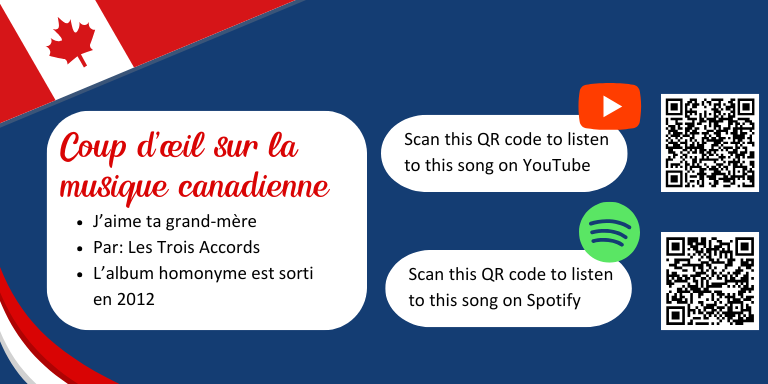 Coup d'œil sur la
musique canadienne
J'aime ta grand-mère
Par: Les Trois Accords
L'album homonyme est sorti
en 2012
Scan this QR code to listen
to this song on YouTube
Scan this QR code to listen
to this song on Spotify